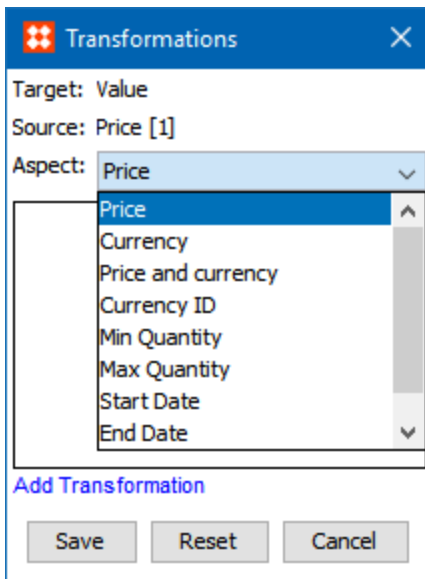 Transformations
Target: Value
Source: Price [1]
Aspect: Price
Price
Currency
Price and currency
Currency ID
Min Quantity
Max Quantity
Start Date
End Date
Add Transformation
Save Reset Cancel